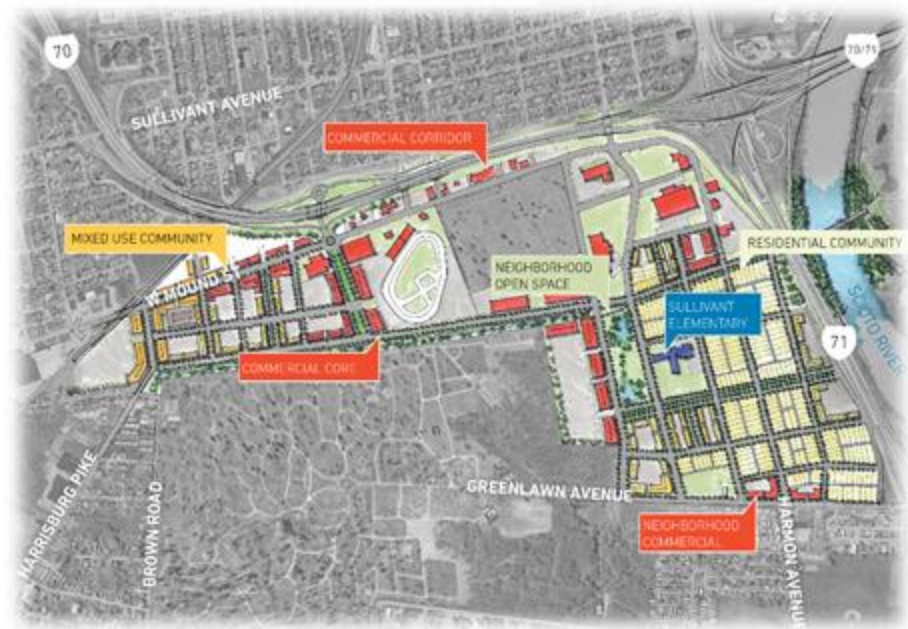 70
70/71
SULLIVANT AVENUE
COMMERCIAL CORRIDOR
MIXED USE COMMUNITY
RESIDENTIAL COMMUNITY
NEIGHBORHOOD
OPEN SPACE
W. MOUND ST
SULLIVANT
ELEMENTARY
SCIOTO RIVER
71
COMMERCIAL CORE
HARRISBURG PIKE
BROWN ROAD
GREENLAWN AVENUE
NEIGHBORHOOD
COMMERCIAL
HARMON AVENUE